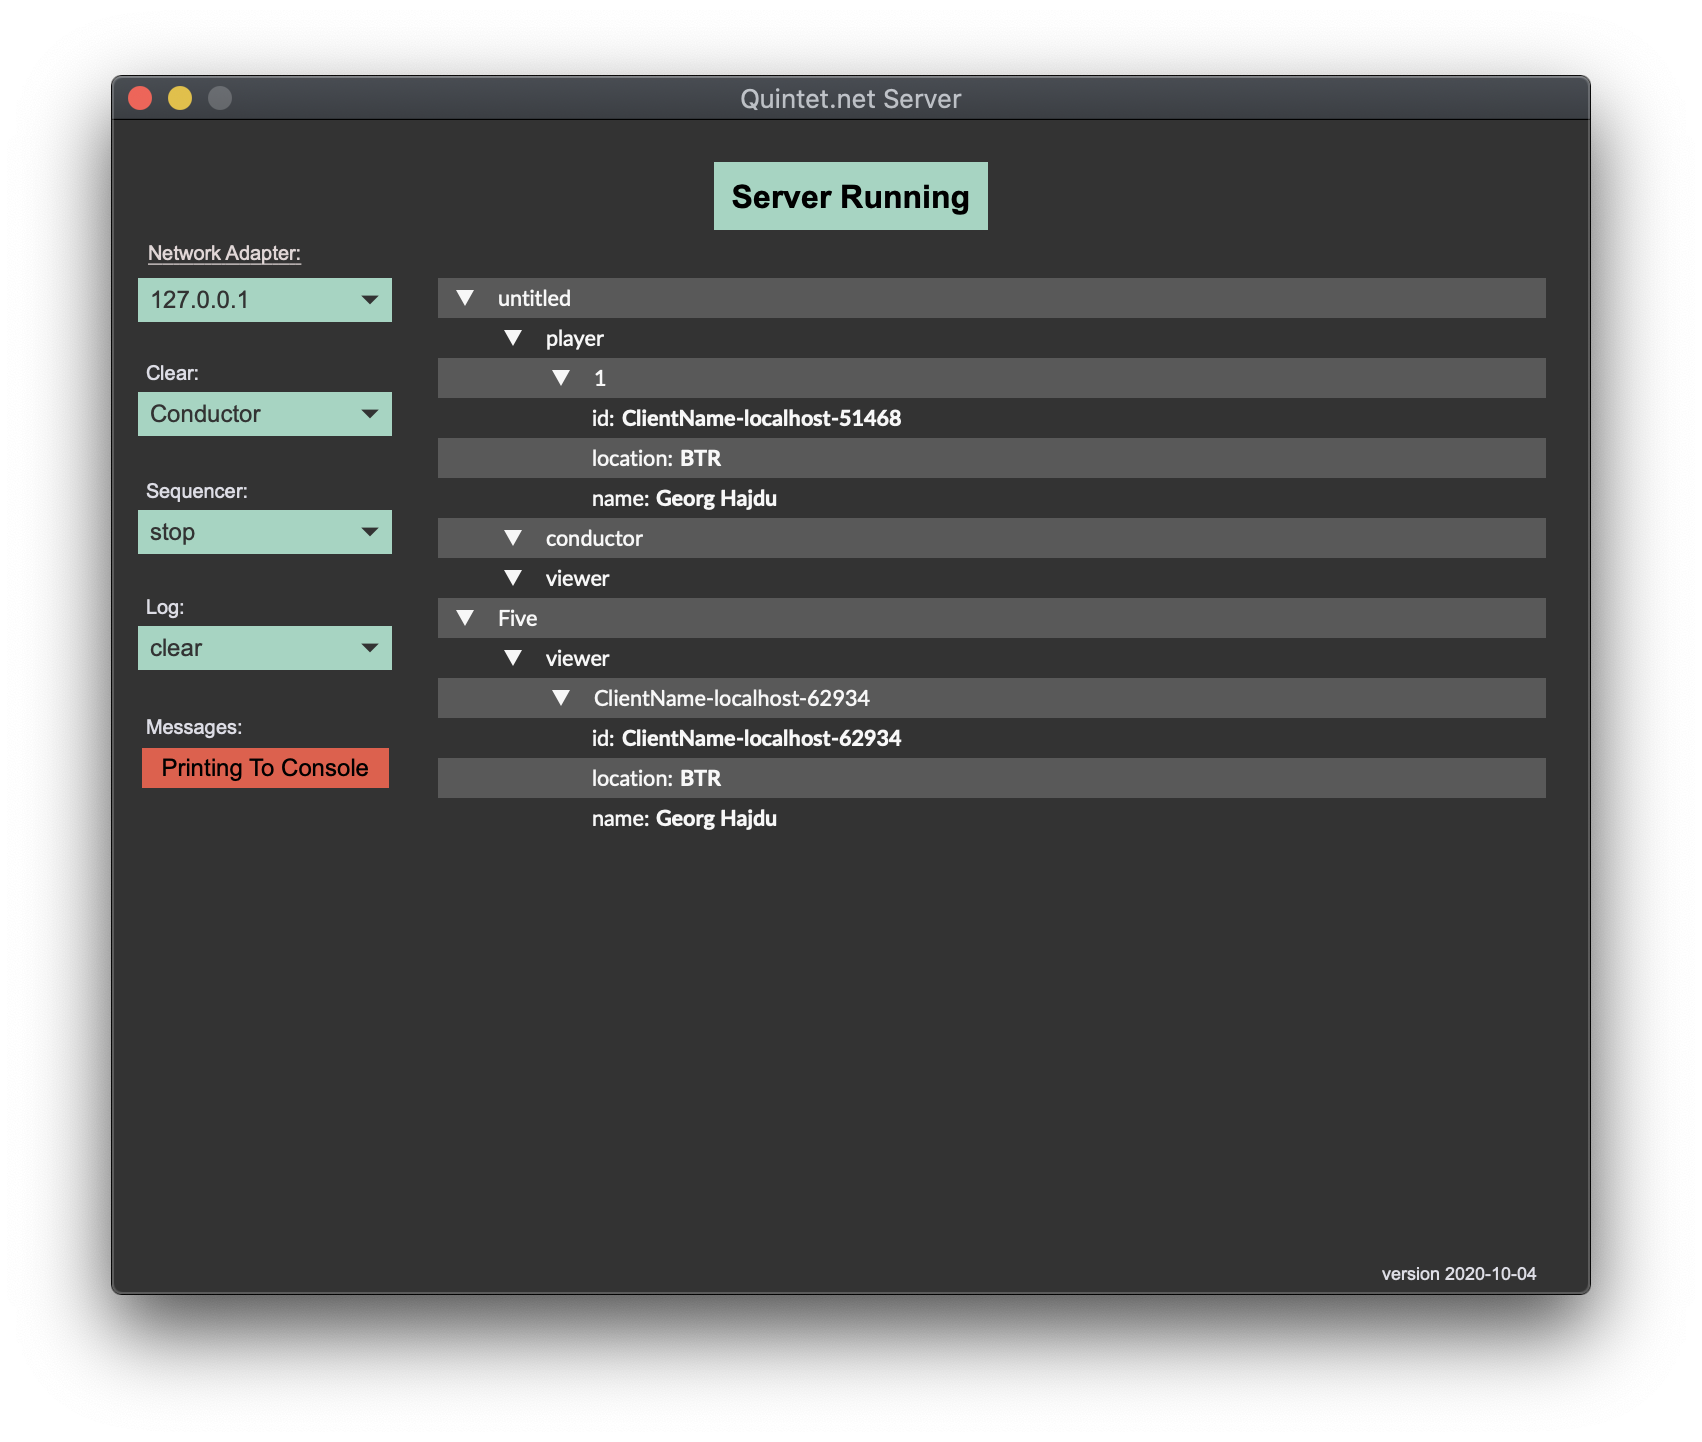 Quintet.net Server
Server Running
Network Adapter:
127.0.0.1
Clear:
Conductor
Sequencer:
stop
Log:
clear
Messages:
Printing To Console
untitled
player
1
id: ClientName-localhost-51468
location: BTR
name: Georg Hajdu
conductor
viewer
Five
viewer
ClientName-localhost-62934
id: ClientName-localhost-62934
location: BTR
name: Georg Hajdu
version 2020-10-04